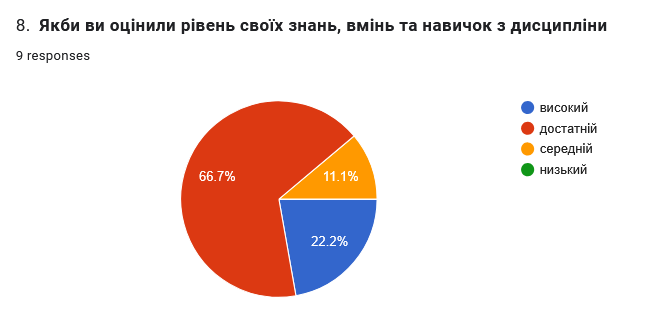 8. Якби ви оцінили рівень своїх знань, вмінь та навичок з дисципліни
9 responses
високий
достатній
середній
низький
66.7%
11.1%
22.2%